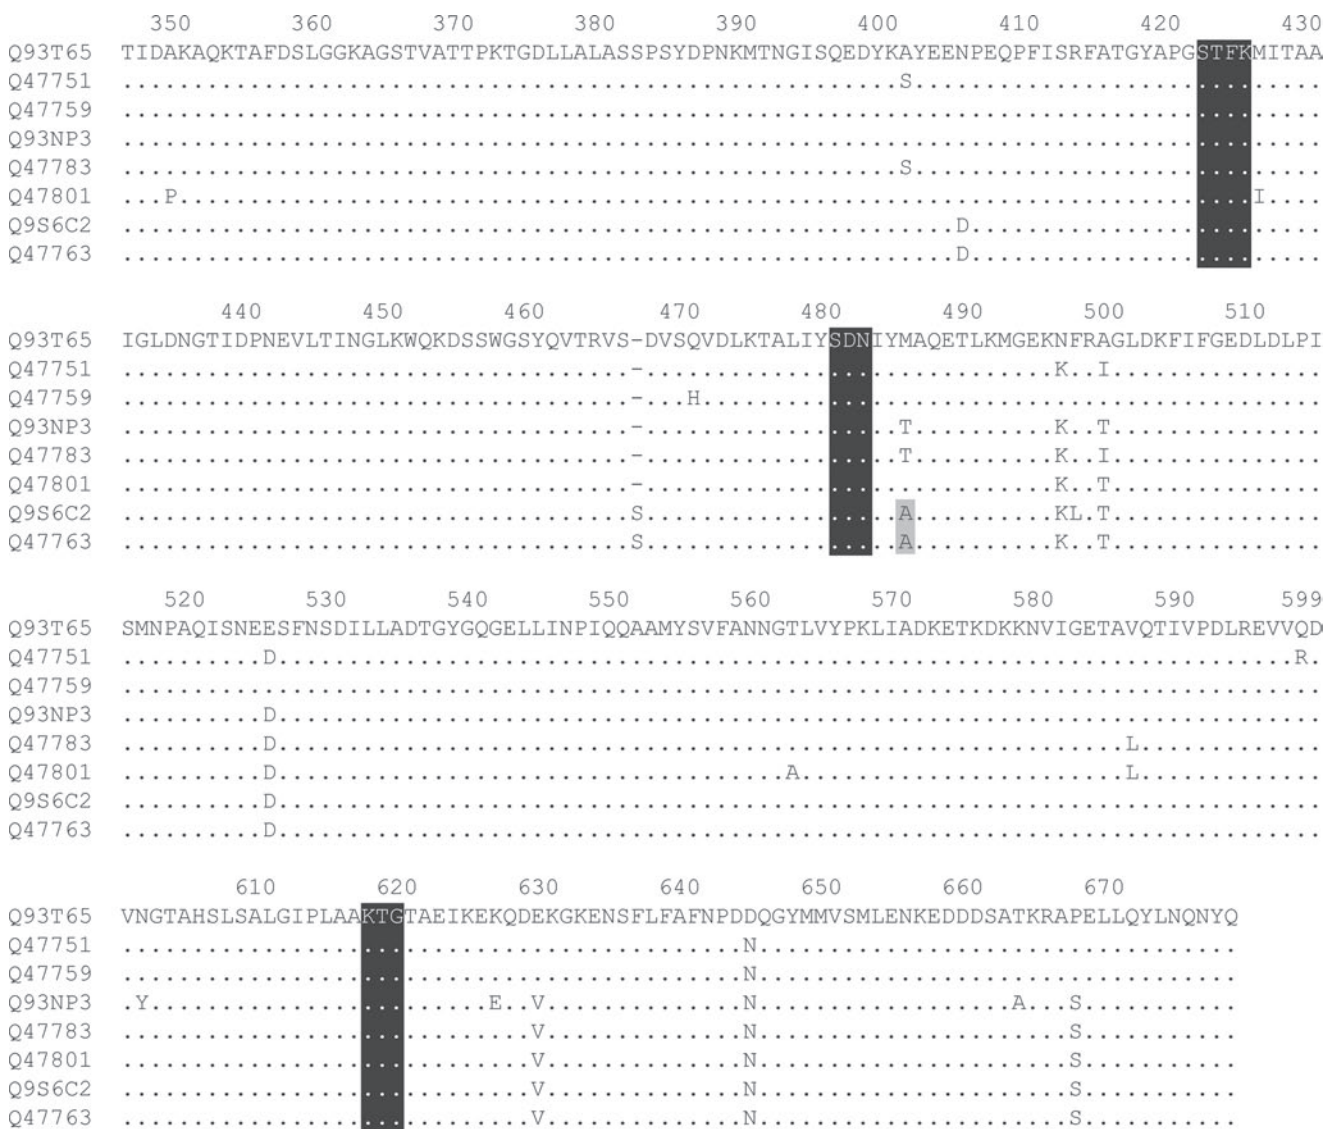 350 360 370 380 390 400 410 420 430
Q93T65 TIDAKAQKTAFDSLGGKAGSTVATTPKTGDLLALASSPSYDPNKMTNGISQEDYKAYEENPEQPFISRFATGYAPGSTFKMITAA
Q47751 .......................................................S.............................
Q47759 .....................................................................................
Q93NP3 .....................................................................................
Q47783 .......................................................S.............................
Q47801 ...P............................................................................I....
Q9S6C2 ...........................................................D.........................
Q47763 ...........................................................D.........................
440 450 460 470 480 490 500 510
Q93T65 IGLDNGTIDPNEVLTINGLKWQKDSSWGSYQVTRVS-DVSQVDLKTALIYSDNIYMAQETLKMGEKNFRAGLDKFIFGEDLDLPI
Q47751 ....................................-.............................K..I...............
Q47759 ....................................-...H............................................
Q93NP3 ....................................-..................T..........K..T...............
Q47783 ....................................-..................T..........K..I...............
Q47801 ....................................-.............................K..T...............
Q9S6C2 ....................................S..................A..........KL.T...............
Q47763 ....................................S..................A..........K..T...............
520 530 540 550 560 570 580 590 599
Q93T65 SMNPAQISNEESFNSDILLADTGYGQGELLINPIQQAAMYSVFANNGTLVYPKLIADKETKDKKNVIGETAVQTIVPDLREVVQD
Q47751 ..........D........................................................................R.
Q47759 .....................................................................................
Q93NP3 ..........D..........................................................................
Q47783 ..........D............................................................L.............
Q47801 ..........D....................................A.......................L.............
Q9S6C2 ..........D..........................................................................
Q47763 ..........D..........................................................................
610 620 630 640 650 660 670
Q93T65 VNGTAHSLSALGIPLAAKTGTAEIKEKQDEKGKENSFLFAFNPDDQGYMMVSMLENKEDDDSATKRAPELLQYLNQNYQ
Q47751 ............................................N..................................
Q47759 ............................................N..................................
Q93NP3 .Y........................E..V..............N..................A...S...........
Q47783 .............................V..............N......................S...........
Q47801 .............................V..............N......................S...........
Q9S6C2 .............................V..............N......................S...........
Q47763 .............................V..............N......................S...........